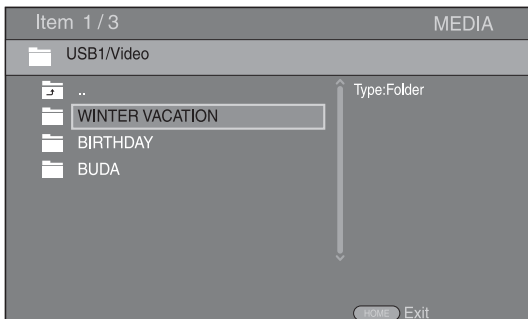 Item 1/3 MEDIA
USB1/Video
..
Type:Folder
WINTER VACATION
BIRTHDAY
BUDA
HOME Exit